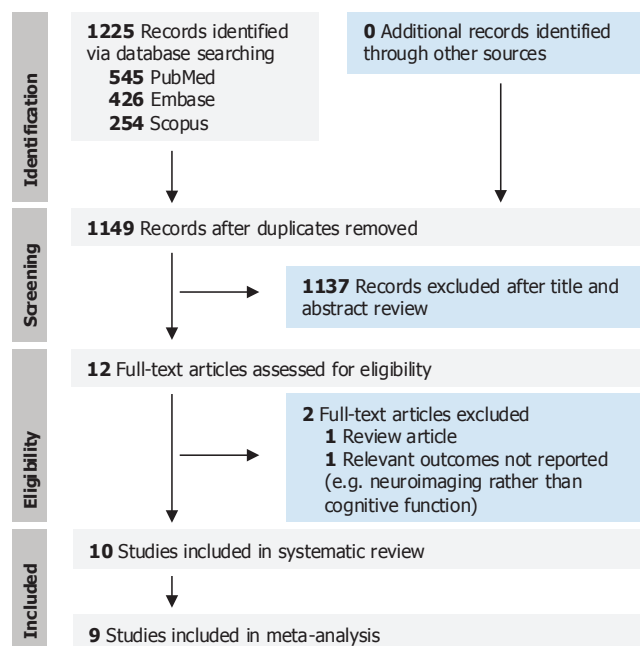 1225 Records identified
via database searching
545 PubMed
426 Embase
254 Scopus
0 Additional records identified
through other sources
Identification
1149 Records after duplicates removed
Screening
1137 Records excluded after title and
abstract review
12 Full-text articles assessed for eligibility
Eligibility
2 Full-text articles excluded
1 Review article
1 Relevant outcomes not reported
(e.g. neuroimaging rather than
cognitive function)
10 Studies included in systematic review
Included
9 Studies included in meta-analysis